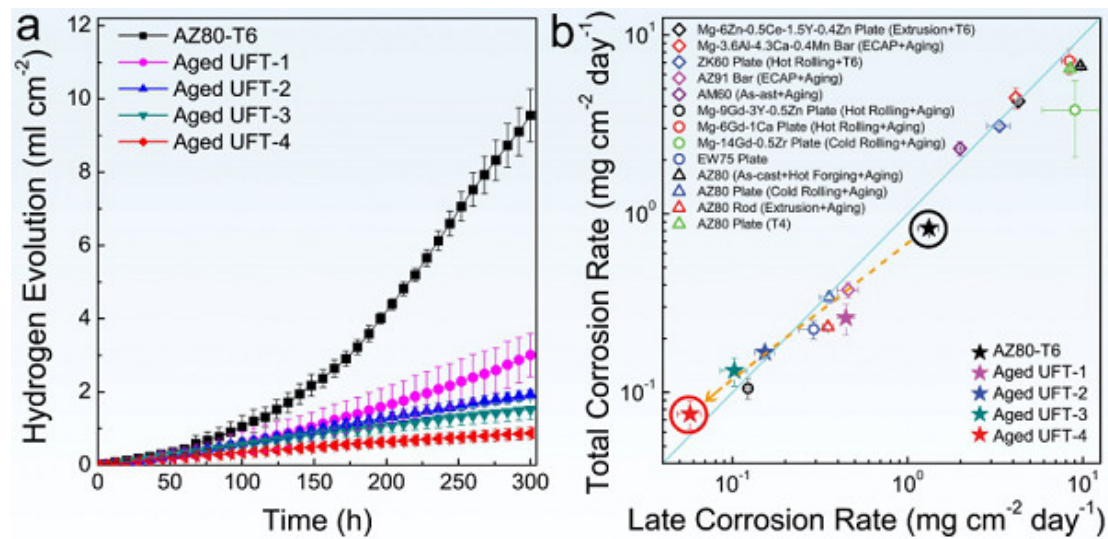 a
12
10
8
6
4
2
0
Hydrogen Evolution (ml cm⁻²)
AZ80-T6
Aged UFT-1
Aged UFT-2
Aged UFT-3
Aged UFT-4
0 50 100 150 200 250 300
Time (h)
b
10¹
10⁰
10⁻¹
Total Corrosion Rate (mg cm⁻² day⁻¹)
Mg-6Zn-0.5Ce-1.5Y-0.4Zn Plate (Extrusion+T6)
Mg-3.6Al-4.3Ca-0.4Mn Bar (ECAP+Aging)
ZK60 Plate (Hot Rolling+T6)
AZ91 Bar (ECAP+Aging)
AM60 (As-ast+Aging)
Mg-9Gd-3Y-0.5Zn Plate (Hot Rolling+Aging)
Mg-6Gd-1Ca Plate (Hot Rolling+Aging)
Mg-14Gd-0.5Zr Plate (Cold Rolling+Aging)
EW75 Plate
AZ80 (As-cast+Hot Forging+Aging)
AZ80 Plate (Cold Rolling+Aging)
AZ80 Rod (Extrusion+Aging)
AZ80 Plate (T4)
AZ80-T6
Aged UFT-1
Aged UFT-2
Aged UFT-3
Aged UFT-4
10⁻¹ 10⁰ 10¹
Late Corrosion Rate (mg cm⁻² day⁻¹)